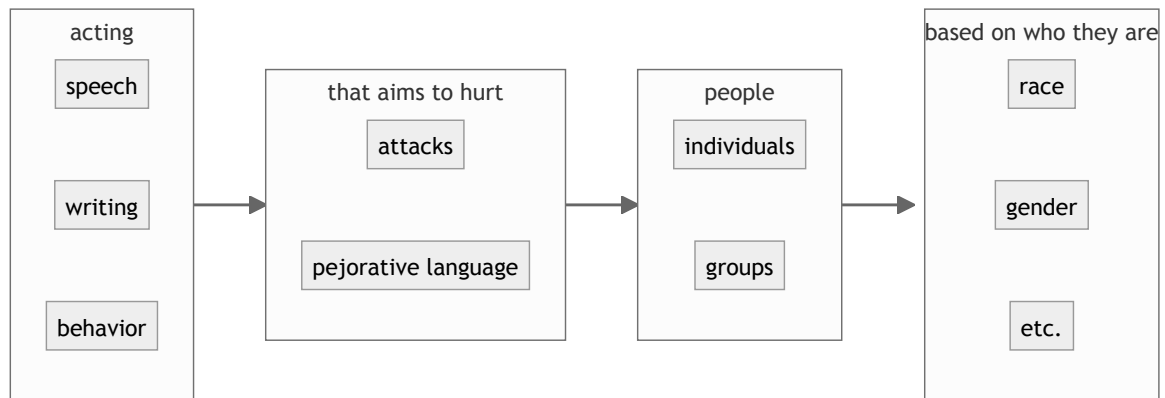 acting
speech
writing
behavior
that aims to hurt
attacks
pejorative language
people
individuals
groups
based on who they are
race
gender
etc.